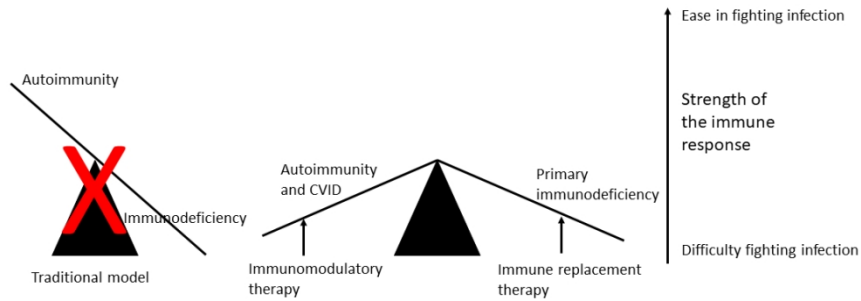 Autoimmunity
Immunodeficiency
Traditional model
Autoimmunity
and CVID
Primary
immunodeficiency
Immunomodulatory
therapy
Immune replacement
therapy
Ease in fighting infection
Strength of
the immune
response
Difficulty fighting infection